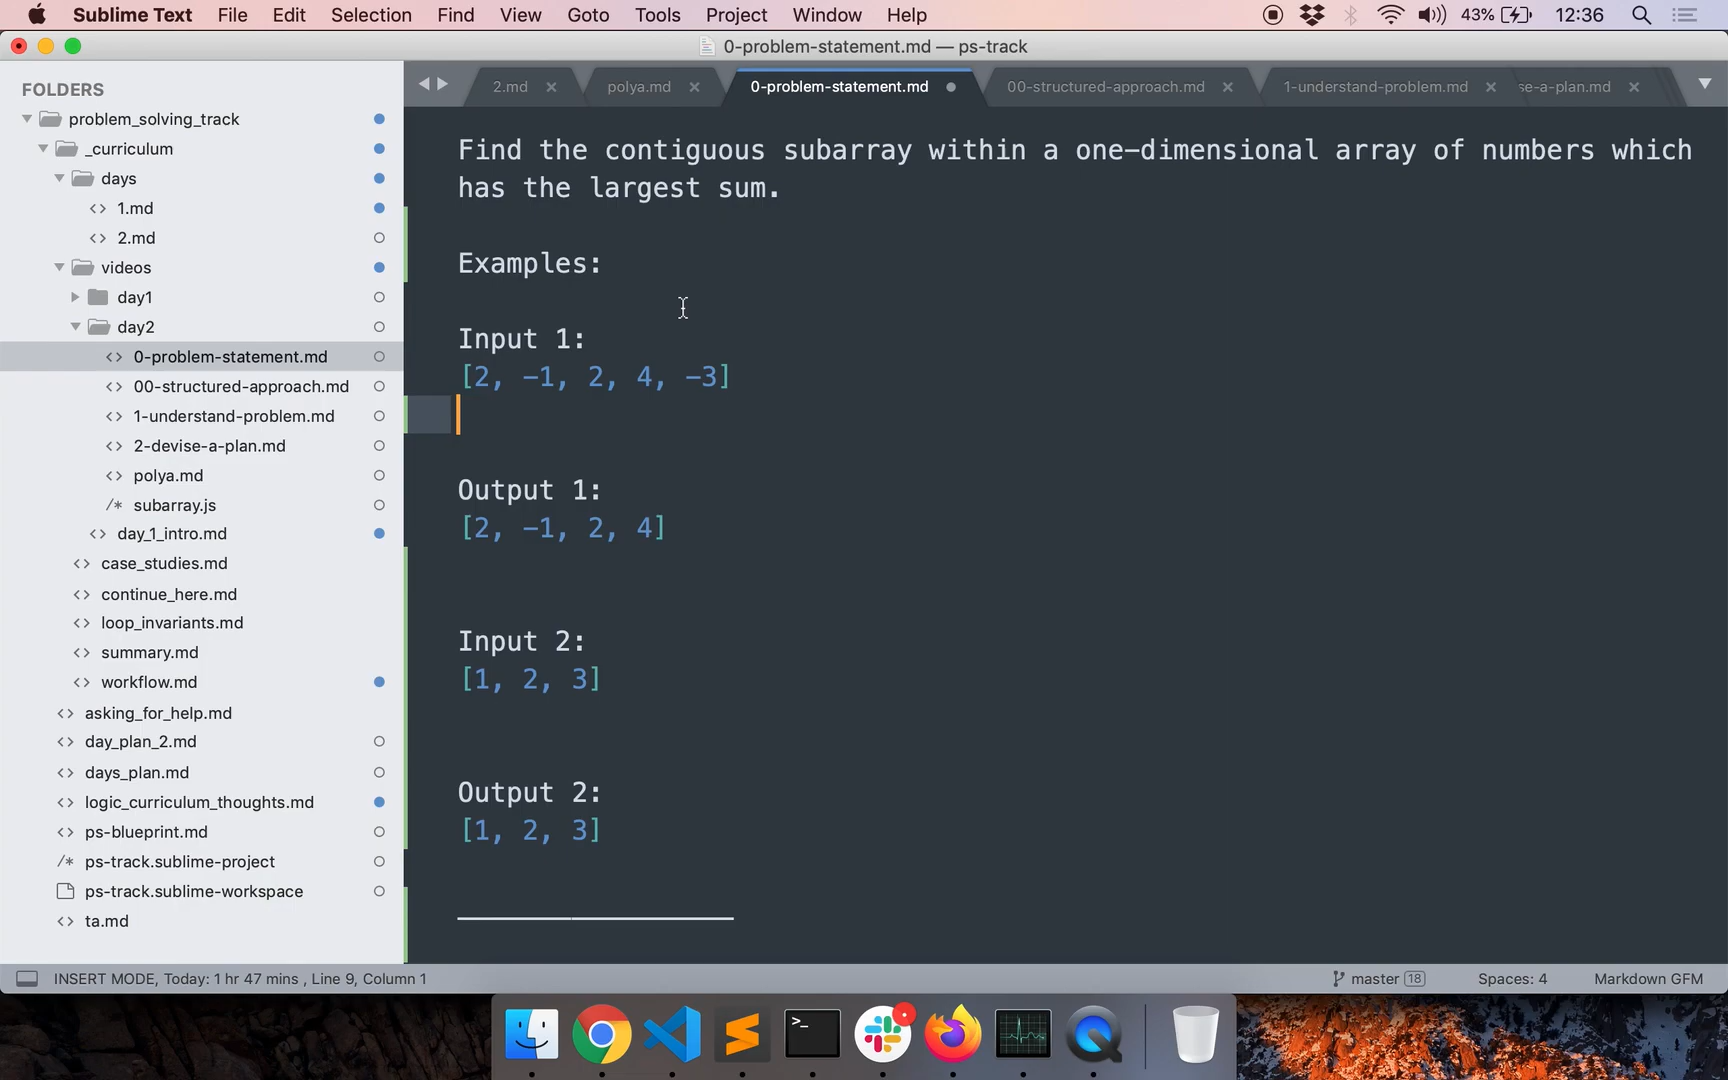 Sublime Text File Edit Selection Find View Goto Tools Project Window Help 43% 12:36
0-problem-statement.md — ps-track
FOLDERS
problem_solving_track
_curriculum
days
1.md
2.md
videos
day1
day2
0-problem-statement.md
00-structured-approach.md
1-understand-problem.md
2-devise-a-plan.md
polya.md
subarray.js
day_1_intro.md
case_studies.md
continue_here.md
loop_invariants.md
summary.md
workflow.md
asking_for_help.md
day_plan_2.md
days_plan.md
logic_curriculum_thoughts.md
ps-blueprint.md
ps-track.sublime-project
ps-track.sublime-workspace
ta.md
2.md polya.md 0-problem-statement.md 00-structured-approach.md 1-understand-problem.md se-a-plan.md
Find the contiguous subarray within a one-dimensional array of numbers which
has the largest sum.
Examples:
Input 1:
[2, -1, 2, 4, -3]
Output 1:
[2, -1, 2, 4]
Input 2:
[1, 2, 3]
Output 2:
[1, 2, 3]
INSERT MODE, Today: 1 hr 47 mins , Line 9, Column 1 master 18 Spaces: 4 Markdown GFM